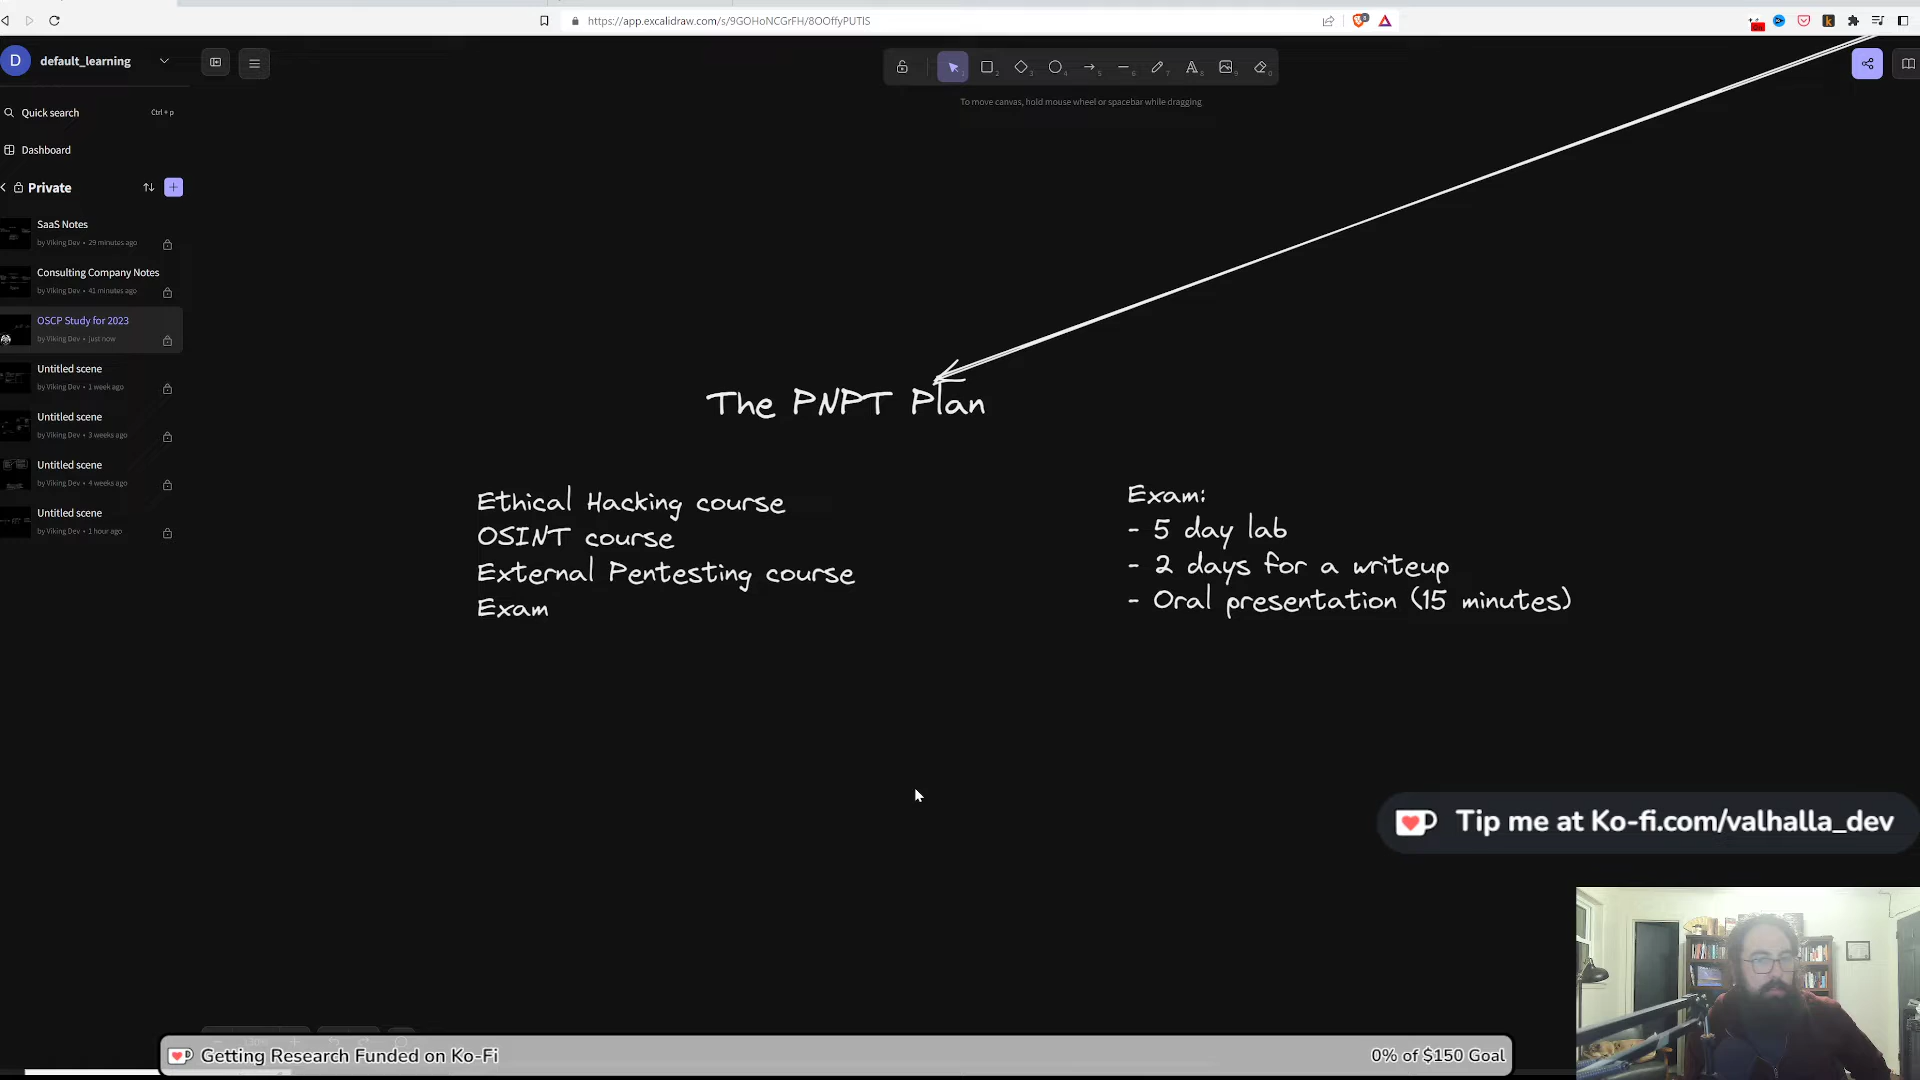 https://app.excalidraw.com/s/9GOHoNCGrFH/8OOffyPUTlS
D default_learning
To move canvas, hold mouse wheel or spacebar while dragging
Quick search Ctrl + p
Dashboard
Private
SaaS Notes
by Viking Dev • 29 minutes ago
Consulting Company Notes
by Viking Dev • 41 minutes ago
OSCP Study for 2023
by Viking Dev • just now
Untitled scene
by Viking Dev • 1 week ago
Untitled scene
by Viking Dev • 3 weeks ago
Untitled scene
by Viking Dev • 4 weeks ago
Untitled scene
by Viking Dev • 1 hour ago
The PNPT Plan
Ethical Hacking course
OSINT course
External Pentesting course
Exam
Exam:
- 5 day lab
- 2 days for a writeup
- Oral presentation (15 minutes)
Tip me at Ko-fi.com/valhalla_dev
Getting Research Funded on Ko-Fi
0% of $150 Goal